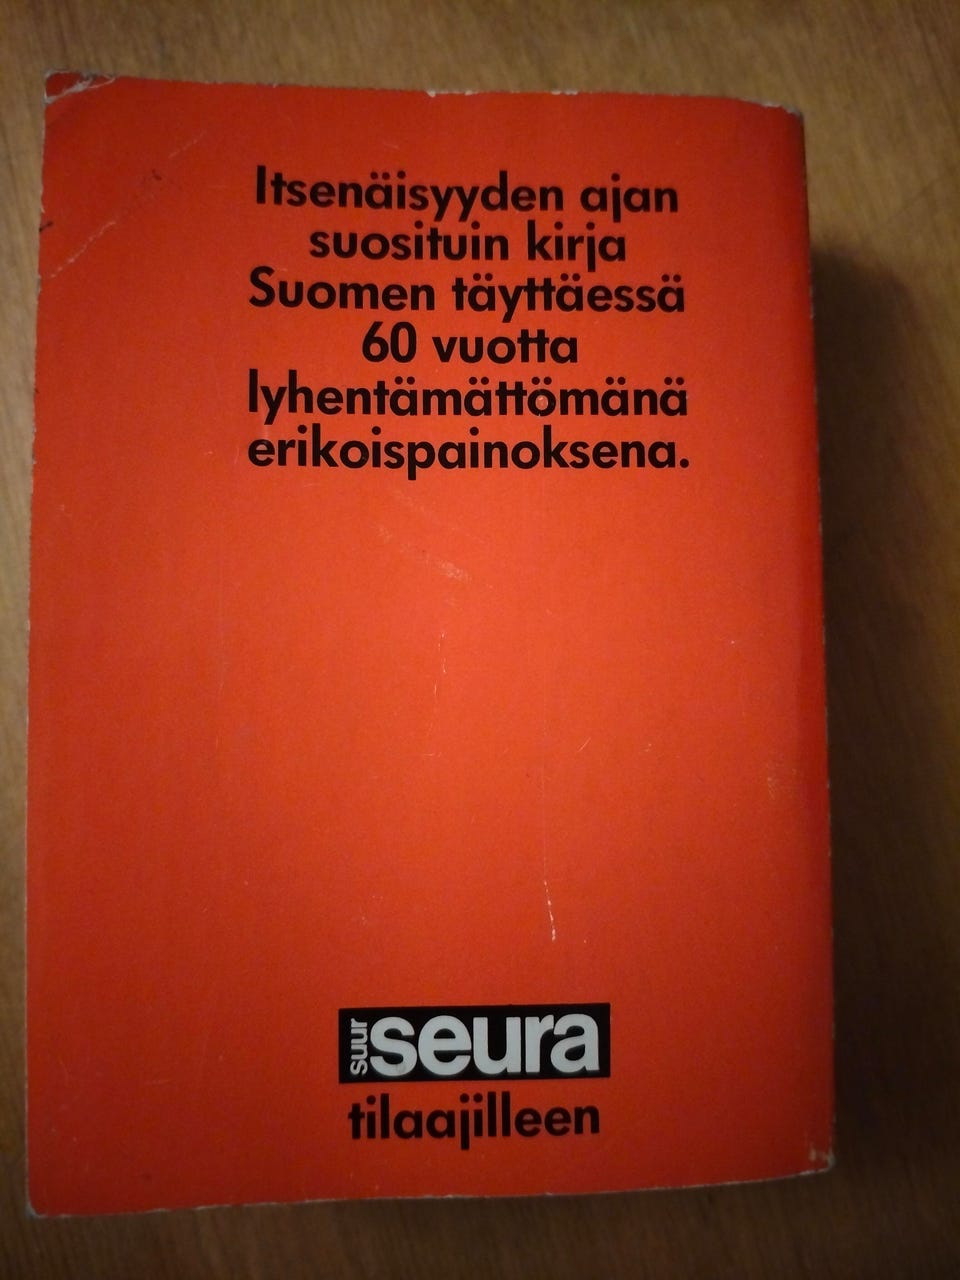 Itsenäisyyden ajan
suosituin kirja
Suomen täyttäessä
60 vuotta
lyhentämättömänä
erikoispainoksena.
suur seura
tilaajilleen